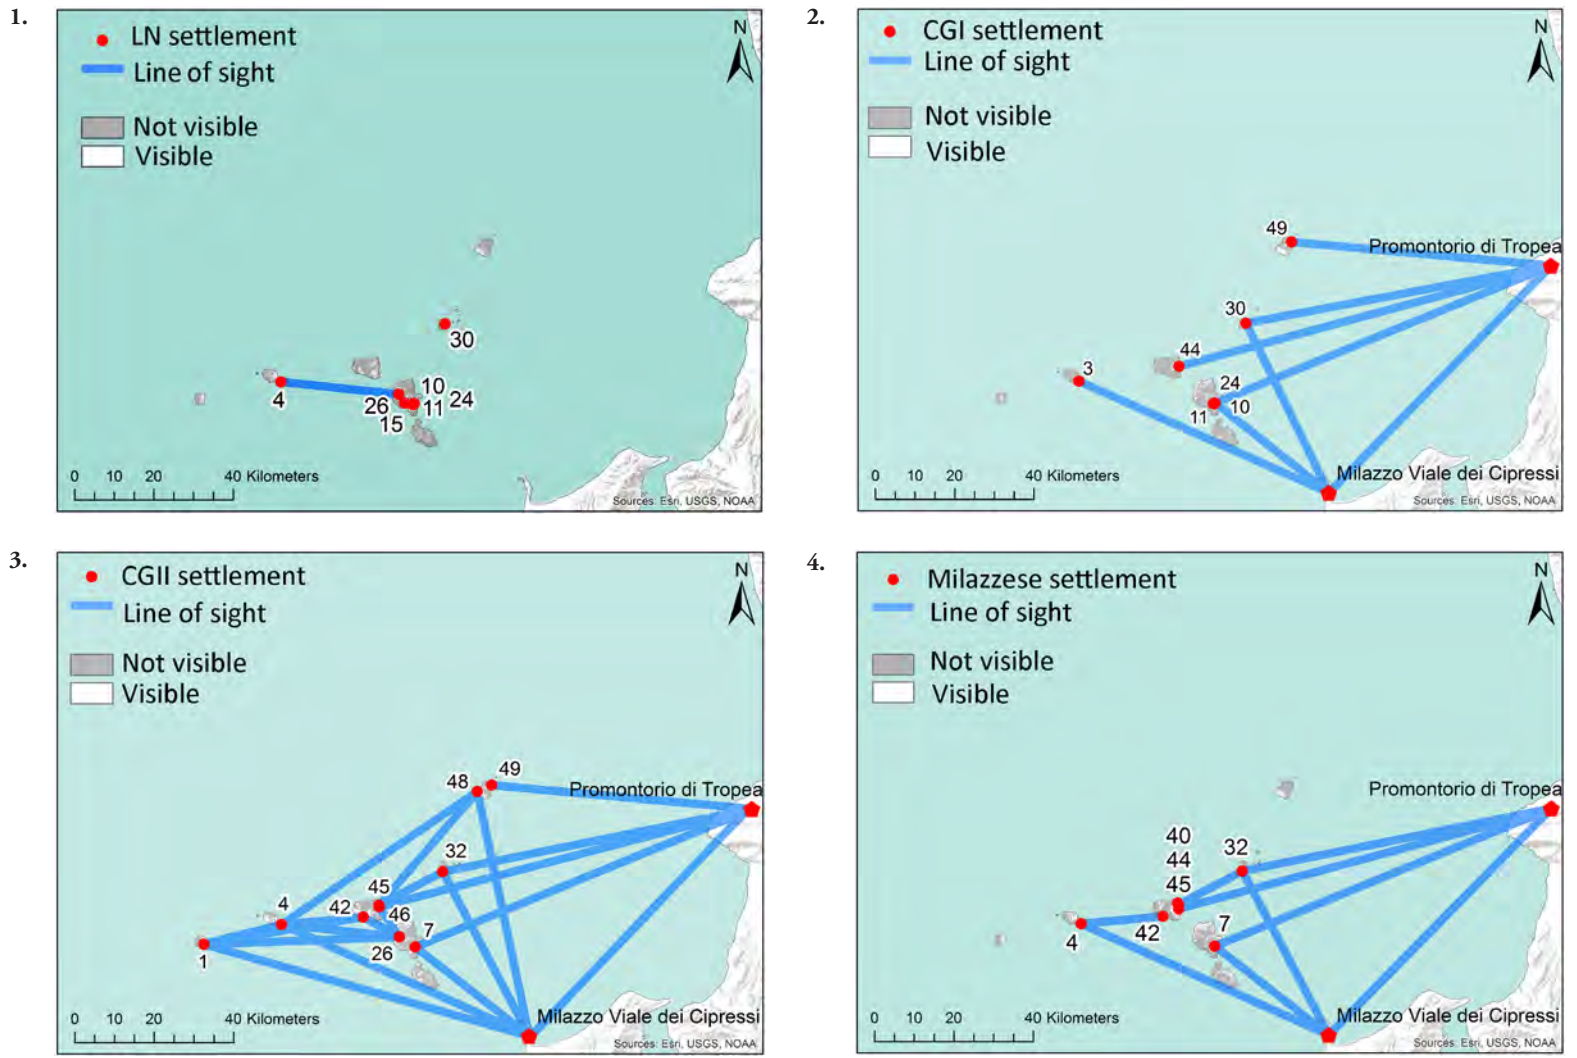 1.
LN settlement
Line of sight
Not visible
Visible
N
30
4
10
26
11
24
15
0 10 20 40 Kilometers
Sources: Esri, USGS, NOAA
2.
CGI settlement
Line of sight
Not visible
Visible
N
49
Promontorio di Tropea
30
44
3
24
11
10
Milazzo Viale dei Cipressi
0 10 20 40 Kilometers
Sources: Esri, USGS, NOAA
3.
CGII settlement
Line of sight
Not visible
Visible
N
48
49
Promontorio di Tropea
32
45
4
42
46
7
26
1
Milazzo Viale dei Cipressi
0 10 20 40 Kilometers
Sources: Esri, USGS, NOAA
4.
Milazzese settlement
Line of sight
Not visible
Visible
N
Promontorio di Tropea
40
44
32
45
42
7
4
Milazzo Viale dei Cipressi
0 10 20 40 Kilometers
Sources: Esri, USGS, NOAA